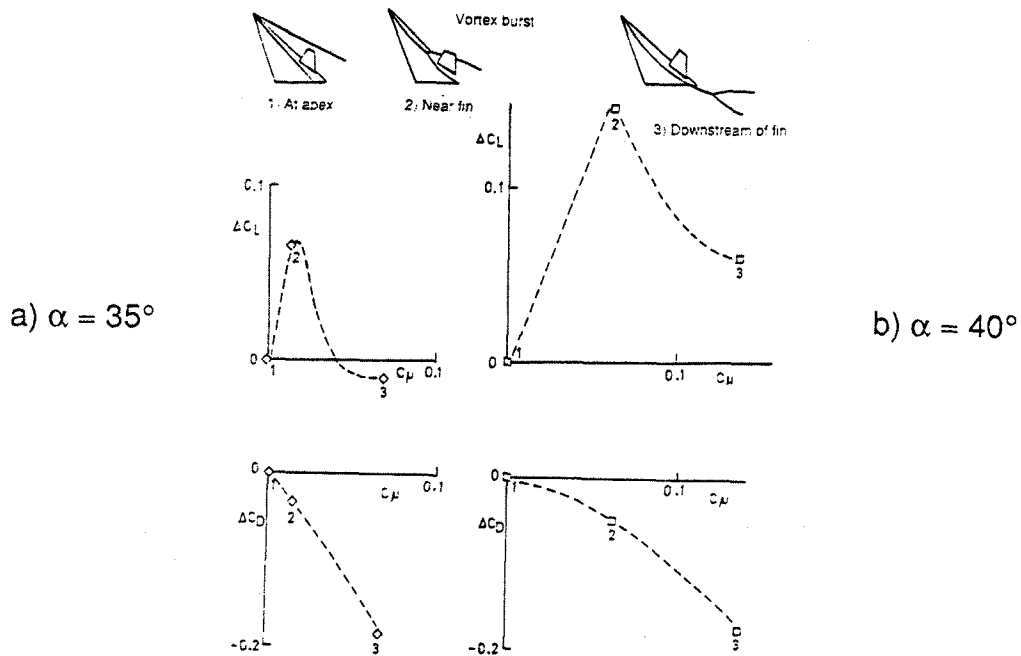 Vortex burst
1) At apex
2) Near fin
3) Downstream of fin
a) α = 35°
0.1
ΔCL
0
1
2
3
Cμ
0.1
ΔCL
0.1
0
1
2
3
0.1
Cμ
b) α = 40°
0
ΔCD
-0.2
1
2
3
Cμ
0.1
0
ΔCD
-0.2
1
2
3
0.1
Cμ